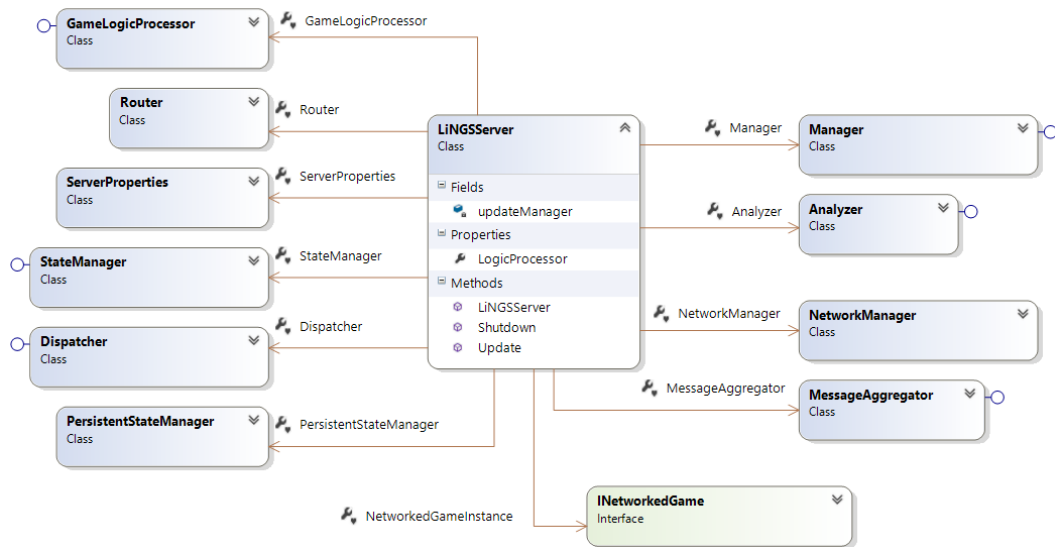 GameLogicProcessor
Class
GameLogicProcessor
Router
Class
Router
ServerProperties
Class
ServerProperties
StateManager
Class
StateManager
Dispatcher
Class
Dispatcher
PersistentStateManager
Class
PersistentStateManager
LiNGSServer
Class
Fields
updateManager
Properties
LogicProcessor
Methods
LiNGSServer
Shutdown
Update
Manager
Manager
Class
Analyzer
Analyzer
Class
NetworkManager
NetworkManager
Class
MessageAggregator
MessageAggregator
Class
NetworkedGameInstance
INetworkedGame
Interface